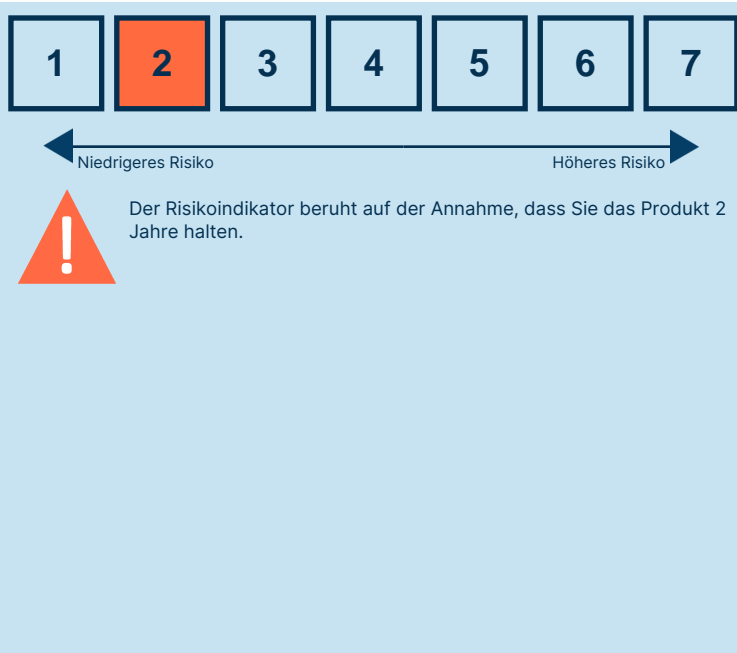 1 2 3 4 5 6 7
Niedrigeres Risiko Höheres Risiko
Der Risikoindikator beruht auf der Annahme, dass Sie das Produkt 2
Jahre halten.